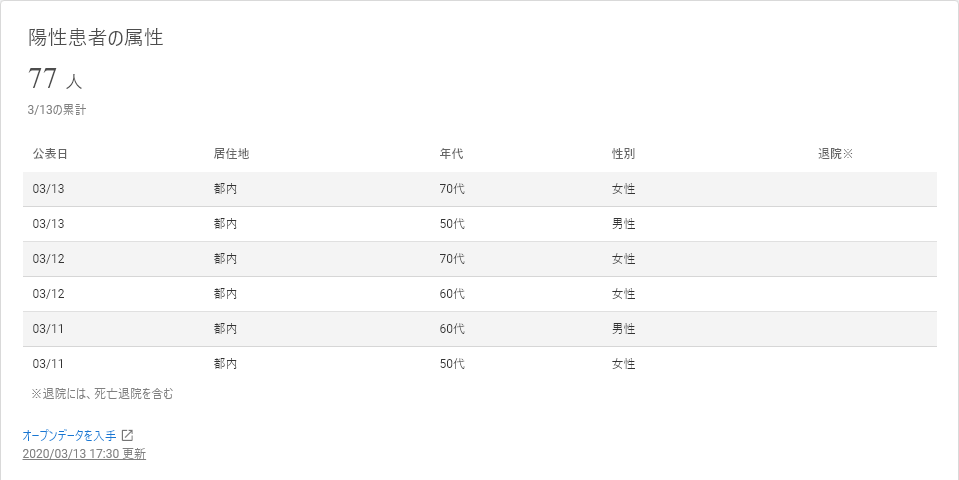 陽性患者の属性
77 人
3/13の累計
公表日 居住地 年代 性別 退院※
03/13 都内 70代 女性
03/13 都内 50代 男性
03/12 都内 70代 女性
03/12 都内 60代 女性
03/11 都内 60代 男性
03/11 都内 50代 女性
※退院には、死亡退院を含む
オープンデータを入手
2020/03/13 17:30 更新